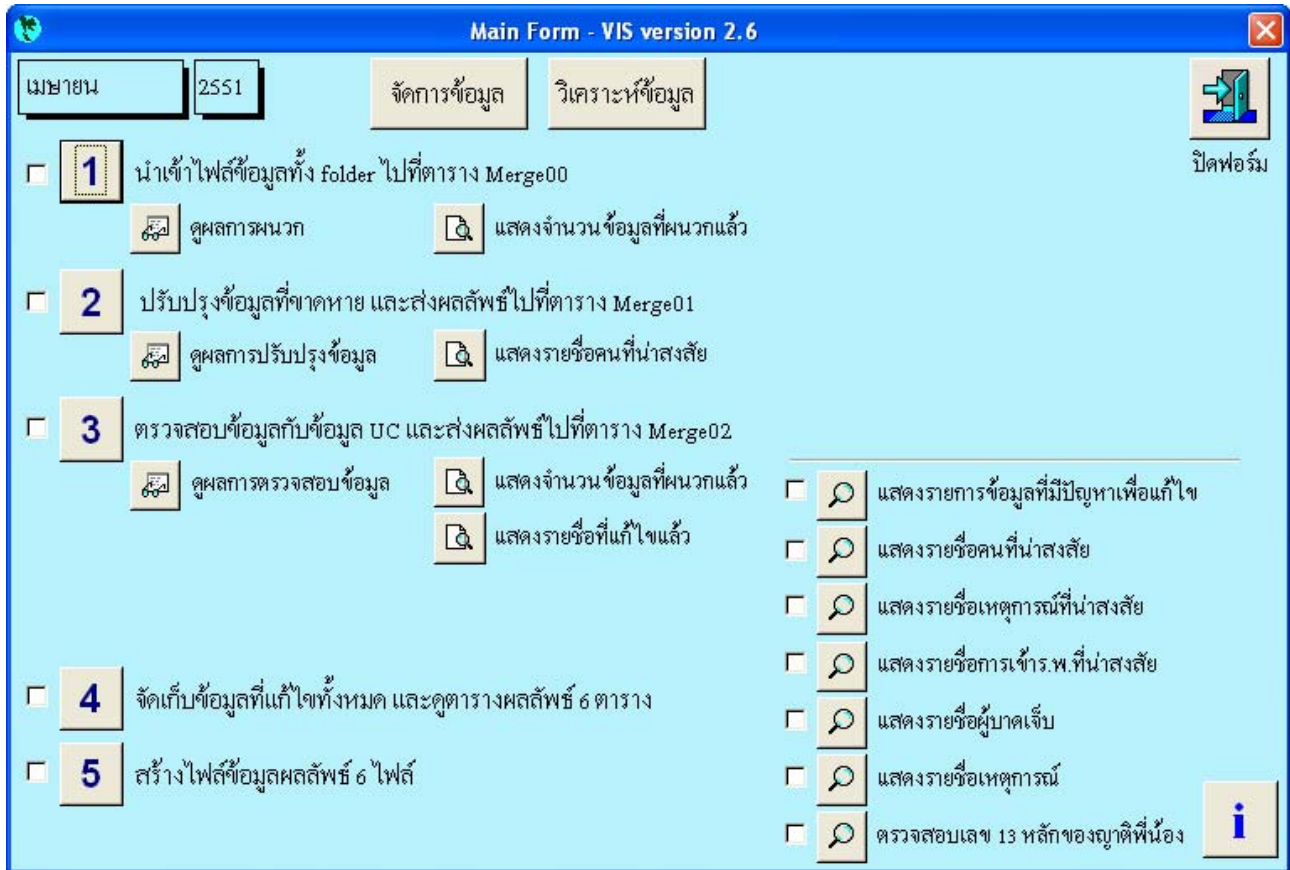 Main Form - VIS version 2.6
เมษายน 2551 จัดการข้อมูล วิเคราะห์ข้อมูล
ปิดฟอร์ม
1 นำเข้าไฟล์ข้อมูลทั้ง folder ไปที่ตาราง Merge00
ดูผลการผนวก แสดงจำนวนข้อมูลที่ผนวกแล้ว
2 ปรับปรุงข้อมูลที่ขาดหาย และส่งผลลัพธ์ไปที่ตาราง Merge01
ดูผลการปรับปรุงข้อมูล แสดงรายชื่อคนที่น่าสงสัย
3 ตรวจสอบข้อมูลกับข้อมูล UC และส่งผลลัพธ์ไปที่ตาราง Merge02
ดูผลการตรวจสอบข้อมูล แสดงจำนวนข้อมูลที่ผนวกแล้ว
แสดงรายชื่อที่แก้ไขแล้ว
4 จัดเก็บข้อมูลที่แก้ไขทั้งหมด และดูตารางผลลัพธ์ 6 ตาราง
5 สร้างไฟล์ข้อมูลผลลัพธ์ 6 ไฟล์
แสดงรายการข้อมูลที่มีปัญหาเพื่อแก้ไข
แสดงรายชื่อคนที่น่าสงสัย
แสดงรายชื่อเหตุการณ์ที่น่าสงสัย
แสดงรายชื่อการเข้าร.พ.ที่น่าสงสัย
แสดงรายชื่อผู้บาดเจ็บ
แสดงรายชื่อเหตุการณ์
ตรวจสอบเลข 13 หลักของญาติพี่น้อง
i